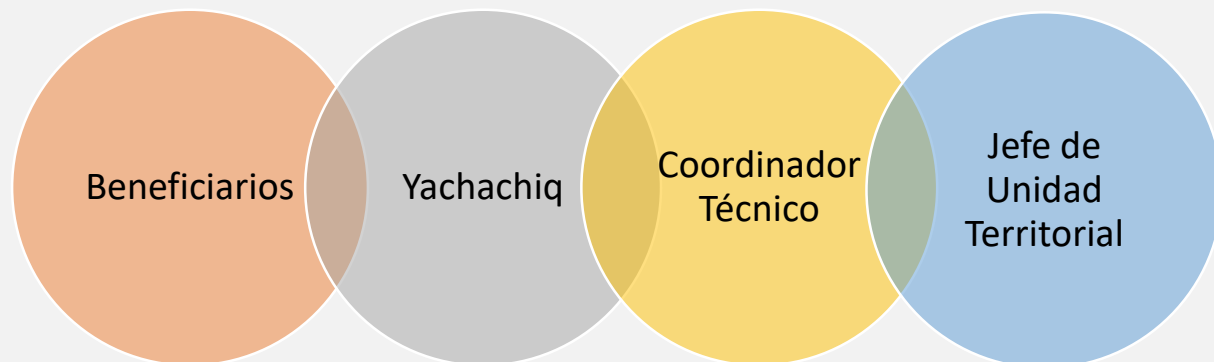 Beneficiarios
Yachachiq
Coordinador
Técnico
Jefe de
Unidad
Territorial